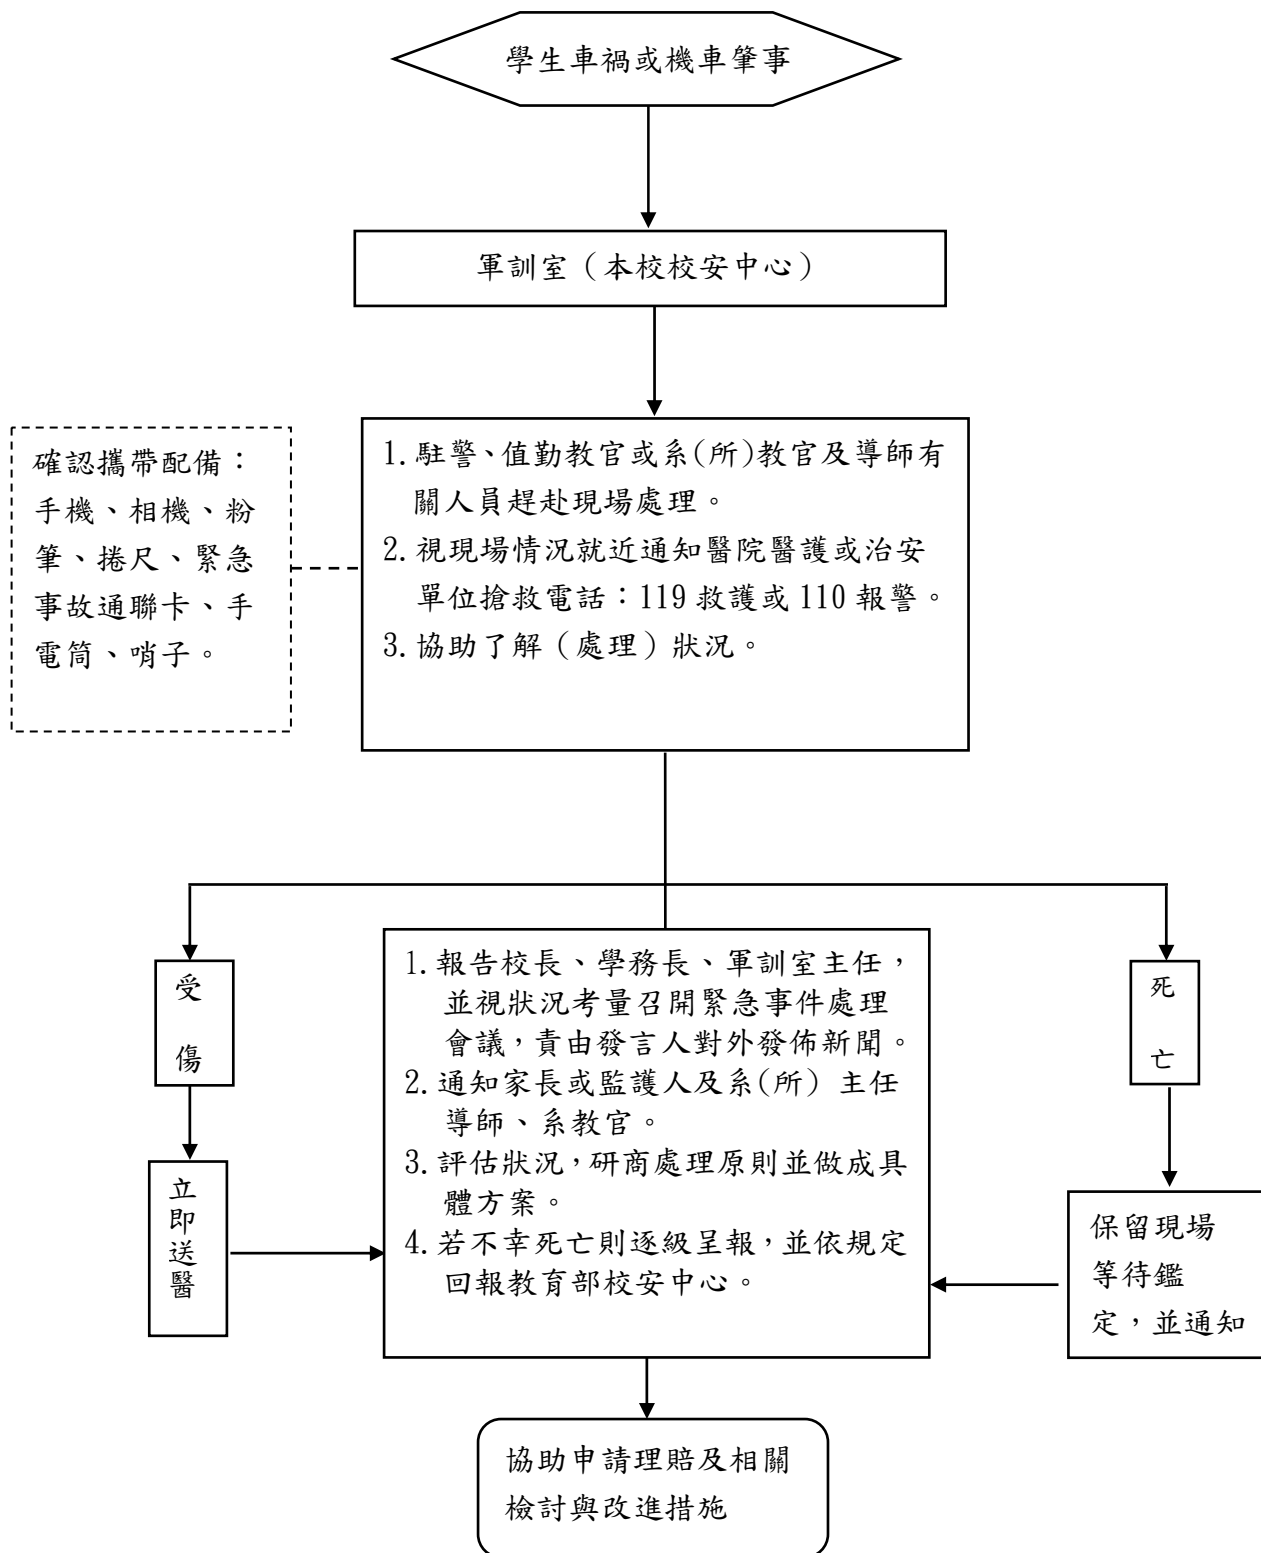 學生車禍或機車肇事
軍訓室（本校校安中心）
確認攜帶配備：
手機、相機、粉
筆、捲尺、緊急
事故通聯卡、手
電筒、哨子。
1.駐警、值勤教官或系(所)教官及導師有
關人員趕赴現場處理。
2.視現場情況就近通知醫院醫護或治安
單位搶救電話：119 救護或 110 報警。
3.協助了解（處理）狀況。
受
傷
立
即
送
醫
1.報告校長、學務長、軍訓室主任，
並視狀況考量召開緊急事件處理
會議，責由發言人對外發佈新聞。
2.通知家長或監護人及系(所) 主任
導師、系教官。
3.評估狀況，研商處理原則並做成具
體方案。
4.若不幸死亡則逐級呈報，並依規定
回報教育部校安中心。
死
亡
保留現場
等待鑑
定，並通知
協助申請理賠及相關
檢討與改進措施